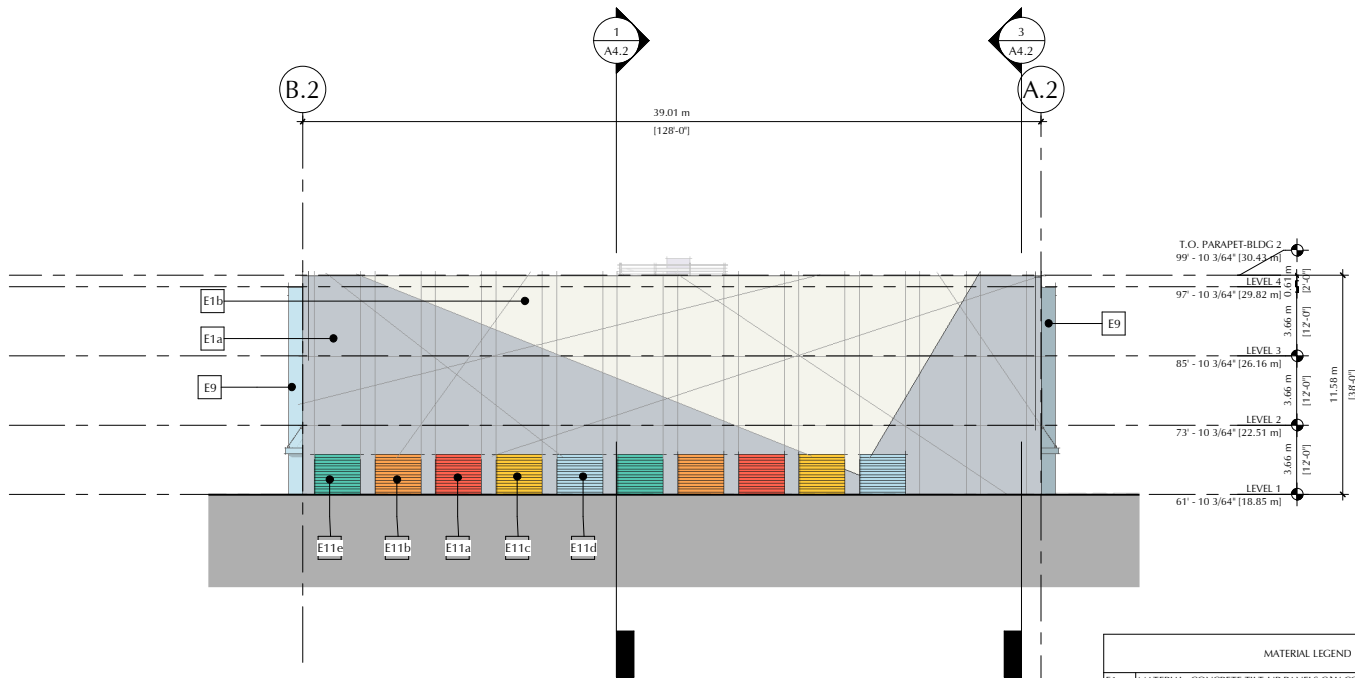 1
A4.2
3
A4.2
B.2
A.2
39.01 m
[128'-0"]
T.O. PARAPET-BLDG 2
99' - 10 3/64" [30.43 m]
LEVEL 4
97' - 10 3/64" [29.82 m]
0.61 m
[2'-0"]
E1b
E1a
E9
E9
3.66 m
[12'-0"]
LEVEL 3
85' - 10 3/64" [26.16 m]
3.66 m
[12'-0"]
11.58 m
[38'-0"]
LEVEL 2
73' - 10 3/64" [22.51 m]
3.66 m
[12'-0"]
LEVEL 1
61' - 10 3/64" [18.85 m]
E11e
E11b
E11a
E11c
E11d
MATERIAL LEGEND